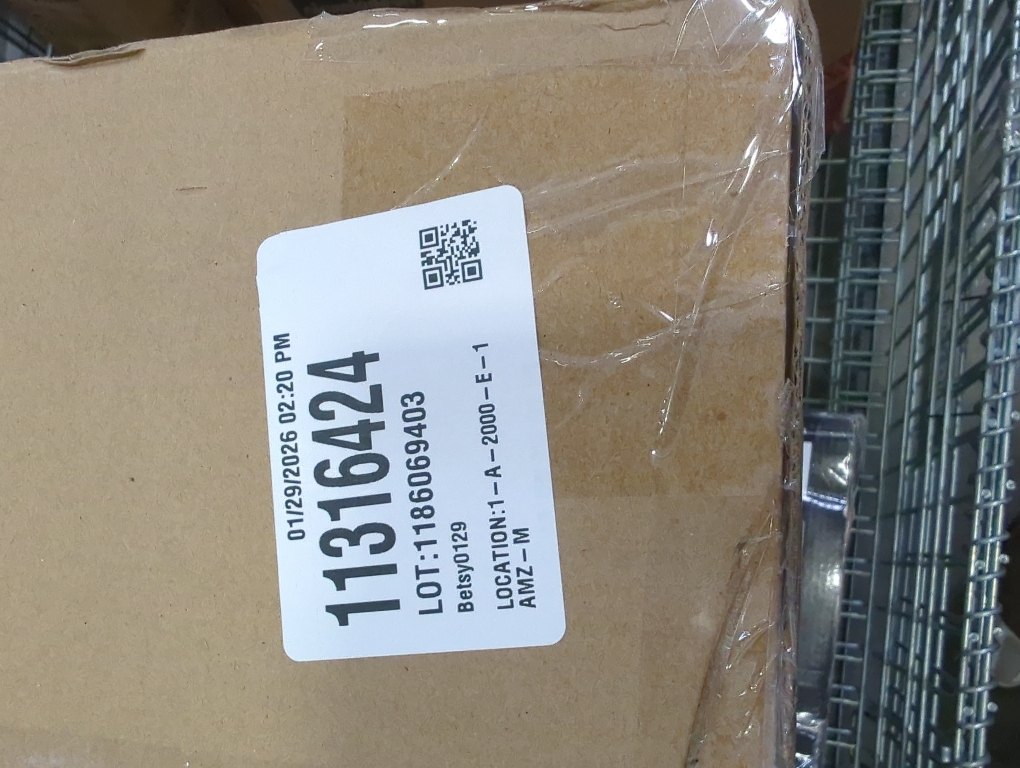 01/29/2026 02:20 PM
11316424
LOT:1186069403
Betsy0129
LOCATION:1-A-2000-E-1
AMZ-M